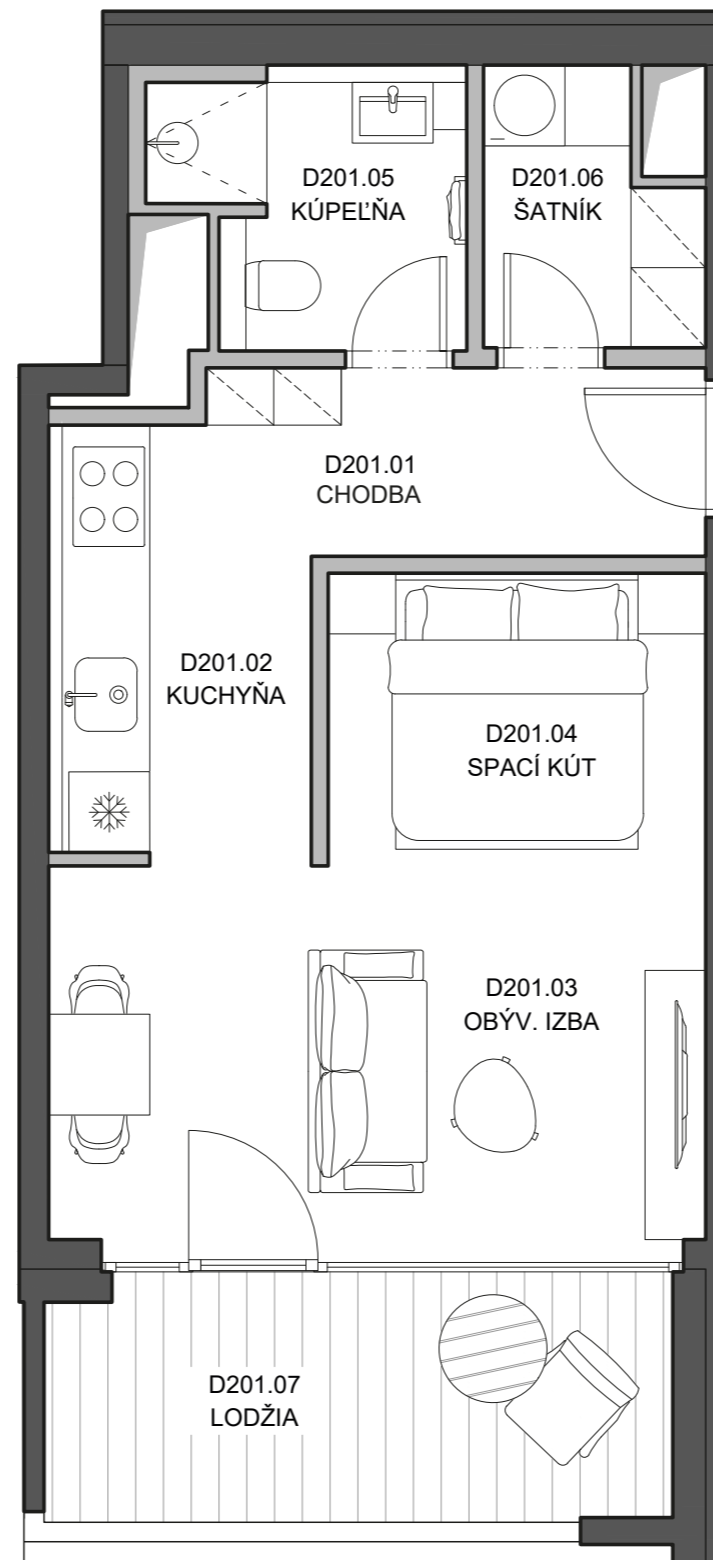 D201.05
KÚPEĽŇA
D201.06
ŠATNÍK
D201.01
CHODBA
D201.02
KUCHYŇA
D201.04
SPACÍ KÚT
D201.03
OBÝV. IZBA
D201.07
LODŽIA